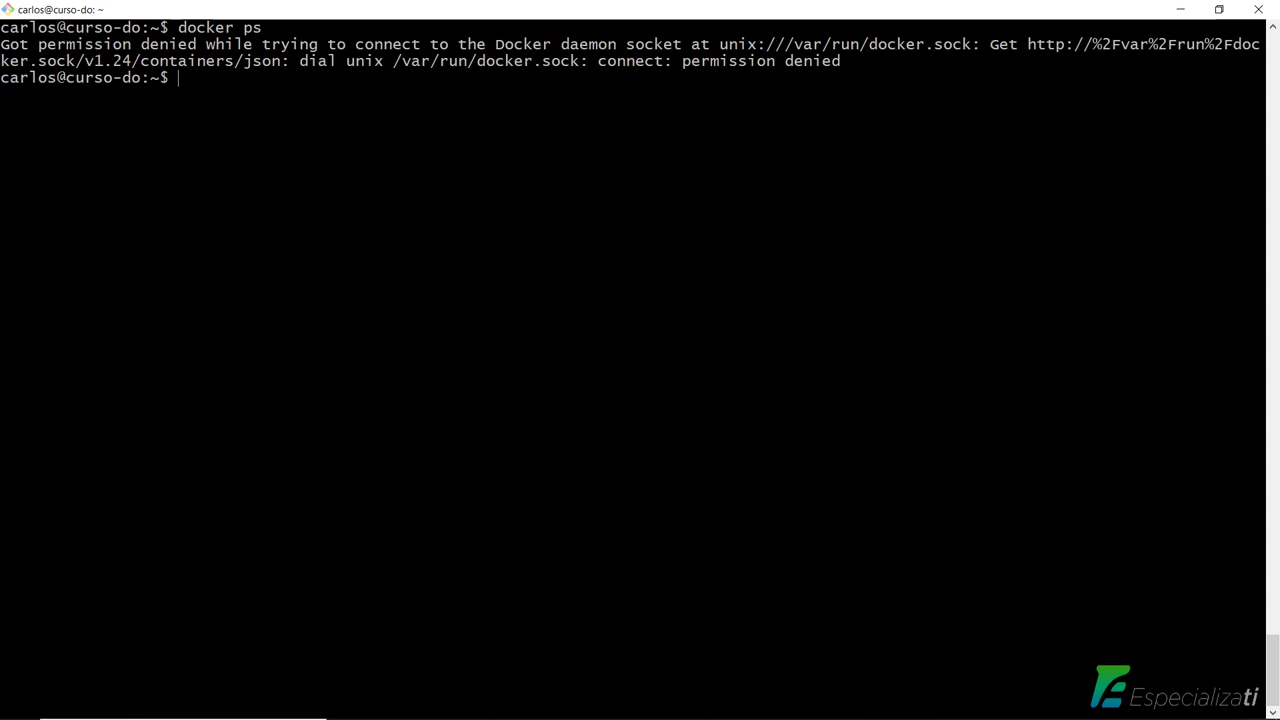 carlos@curso-do: ~
carlos@curso-do:~$ docker ps
Got permission denied while trying to connect to the Docker daemon socket at unix:///var/run/docker.sock: Get http://%2Fvar%2Frun%2Fdoc
ker.sock/v1.24/containers/json: dial unix /var/run/docker.sock: connect: permission denied
carlos@curso-do:~$
Especializati